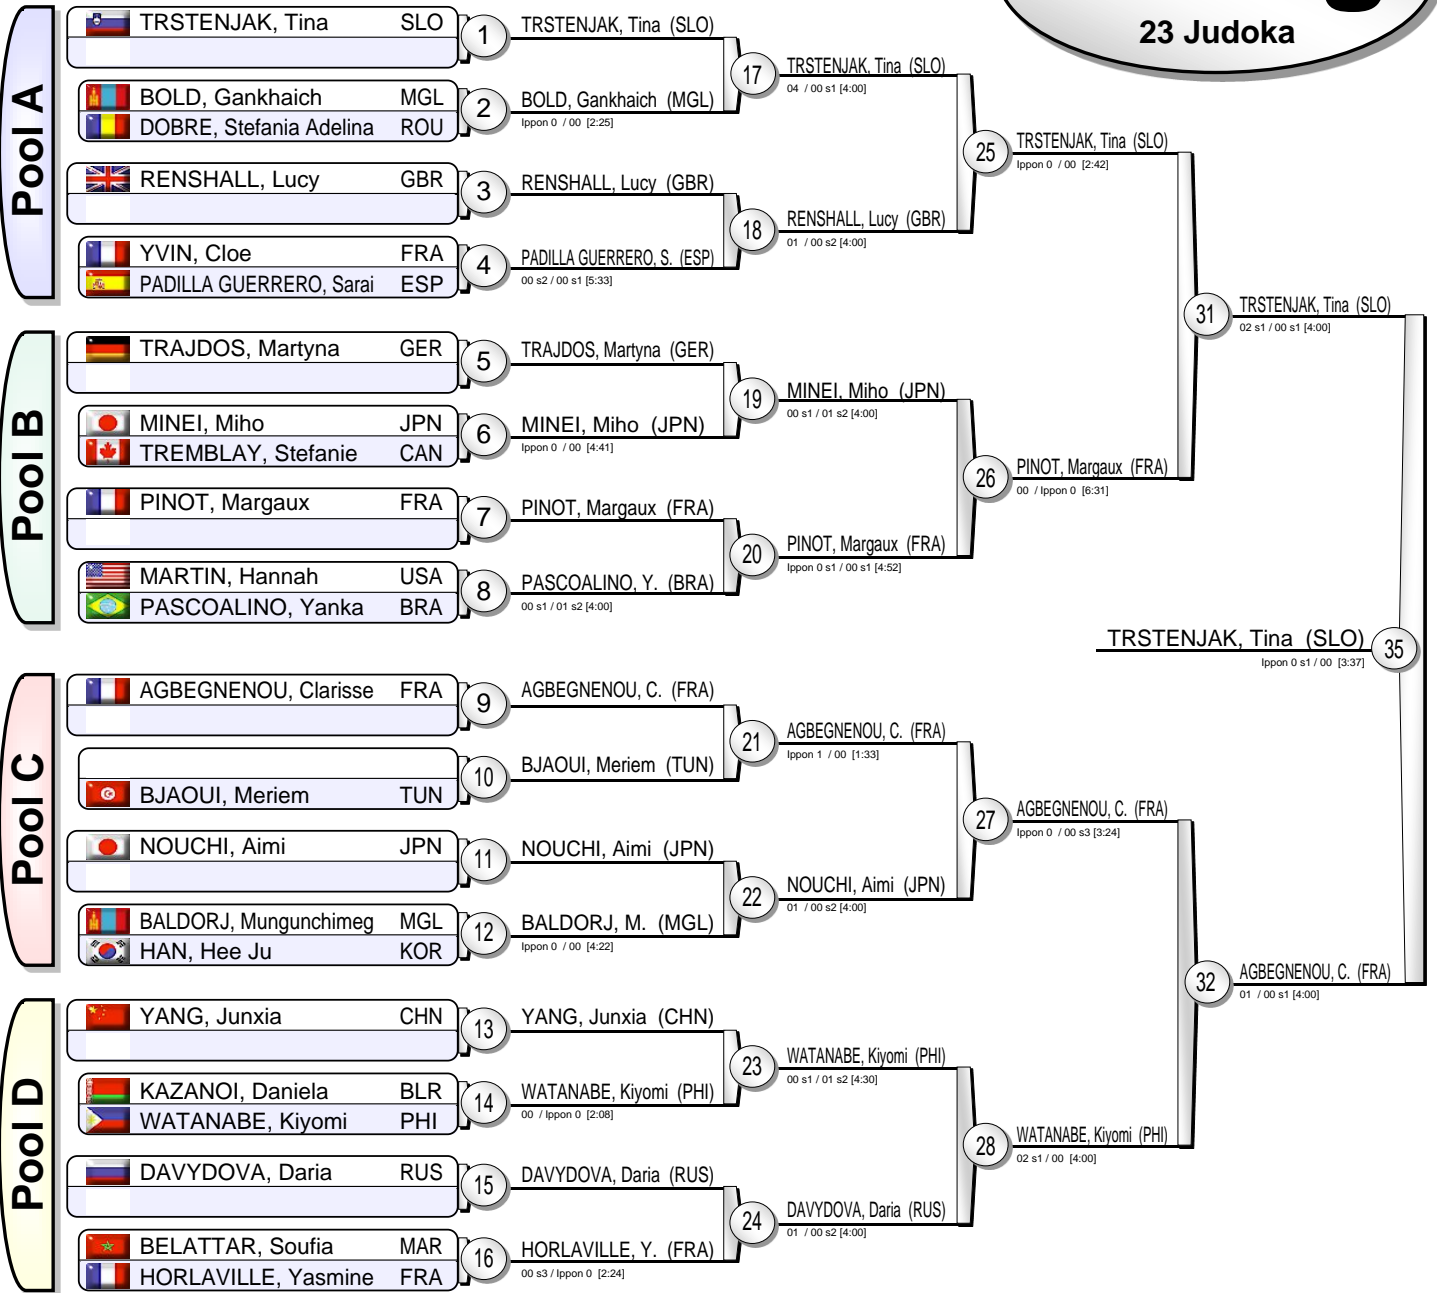 23 Judoka
Pool A
TRSTENJAK, Tina SLO
1
BOLD, Gankhaich MGL
DOBRE, Stefania Adelina ROU
2
RENSHALL, Lucy GBR
3
YVIN, Cloe FRA
PADILLA GUERRERO, Sarai ESP
4
Pool B
TRAJDOS, Martyna GER
5
MINEI, Miho JPN
TREMBLAY, Stefanie CAN
6
PINOT, Margaux FRA
7
MARTIN, Hannah USA
PASCOALINO, Yanka BRA
8
Pool C
AGBEGNENOU, Clarisse FRA
9
BJAOUI, Meriem TUN
10
NOUCHI, Aimi JPN
11
BALDORJ, Mungunchimeg MGL
HAN, Hee Ju KOR
12
Pool D
YANG, Junxia CHN
13
KAZANOI, Daniela BLR
WATANABE, Kiyomi PHI
14
DAVYDOVA, Daria RUS
15
BELATTAR, Soufia MAR
HORLAVILLE, Yasmine FRA
16
TRSTENJAK, Tina (SLO)
BOLD, Gankhaich (MGL)
Ippon 0 / 00 [2:25]
17
RENSHALL, Lucy (GBR)
PADILLA GUERRERO, S. (ESP)
00 s2 / 00 s1 [5:33]
18
TRAJDOS, Martyna (GER)
MINEI, Miho (JPN)
Ippon 0 / 00 [4:41]
19
PINOT, Margaux (FRA)
PASCOALINO, Y. (BRA)
00 s1 / 01 s2 [4:00]
20
AGBEGNENOU, C. (FRA)
BJAOUI, Meriem (TUN)
21
NOUCHI, Aimi (JPN)
BALDORJ, M. (MGL)
Ippon 0 / 00 [4:22]
22
YANG, Junxia (CHN)
WATANABE, Kiyomi (PHI)
00 / Ippon 0 [2:08]
23
DAVYDOVA, Daria (RUS)
HORLAVILLE, Y. (FRA)
00 s3 / Ippon 0 [2:24]
24
TRSTENJAK, Tina (SLO)
04 / 00 s1 [4:00]
RENSHALL, Lucy (GBR)
01 / 00 s2 [4:00]
25
MINEI, Miho (JPN)
00 s1 / 01 s2 [4:00]
PINOT, Margaux (FRA)
Ippon 0 s1 / 00 s1 [4:52]
26
AGBEGNENOU, C. (FRA)
Ippon 1 / 00 [1:33]
NOUCHI, Aimi (JPN)
01 / 00 s2 [4:00]
27
WATANABE, Kiyomi (PHI)
00 s1 / 01 s2 [4:30]
DAVYDOVA, Daria (RUS)
01 / 00 s2 [4:00]
28
TRSTENJAK, Tina (SLO)
Ippon 0 / 00 [2:42]
PINOT, Margaux (FRA)
00 / Ippon 0 [6:31]
31
AGBEGNENOU, C. (FRA)
Ippon 0 / 00 s3 [3:24]
WATANABE, Kiyomi (PHI)
02 s1 / 00 [4:00]
32
TRSTENJAK, Tina (SLO)
02 s1 / 00 s1 [4:00]
AGBEGNENOU, C. (FRA)
01 / 00 s1 [4:00]
TRSTENJAK, Tina (SLO)
Ippon 0 s1 / 00 [3:37]
35